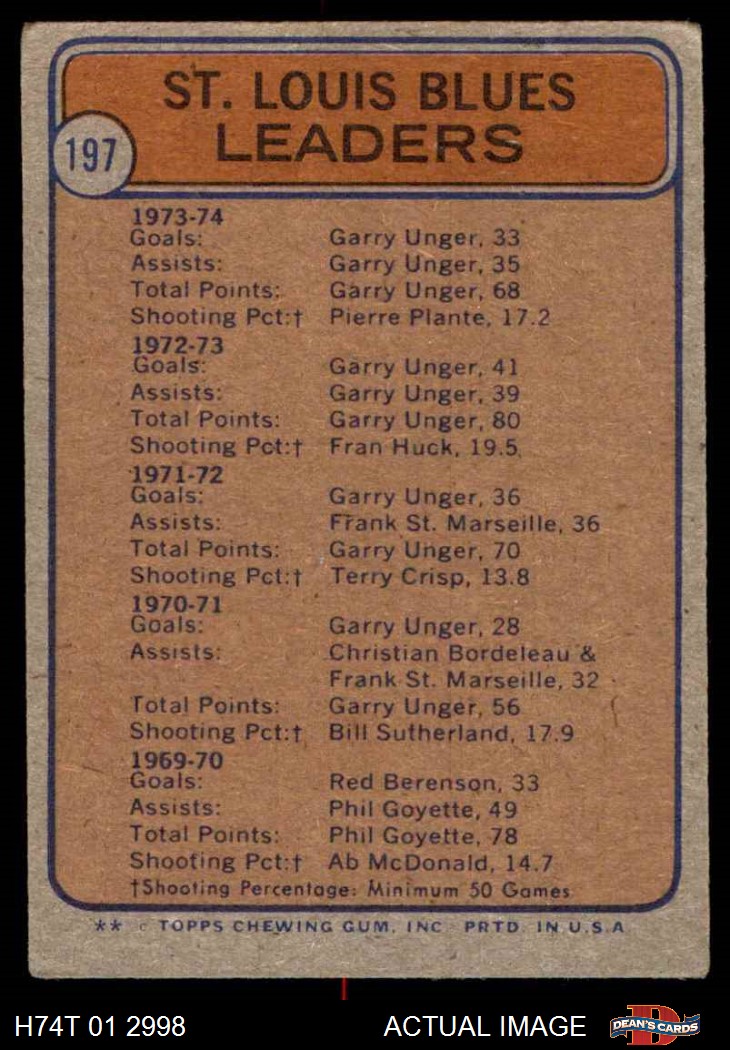 ST. LOUIS BLUES
LEADERS
197
1973-74
Goals: Garry Unger, 33
Assists: Garry Unger, 35
Total Points: Garry Unger, 68
Shooting Pct:† Pierre Plante, 17.2
1972-73
Goals: Garry Unger, 41
Assists: Garry Unger, 39
Total Points: Garry Unger, 80
Shooting Pct:† Fran Huck, 19.5
1971-72
Goals: Garry Unger, 36
Assists: Frank St. Marseille, 36
Total Points: Garry Unger, 70
Shooting Pct:† Terry Crisp, 13.8
1970-71
Goals: Garry Unger, 28
Assists: Christian Bordeleau &
Frank St. Marseille, 32
Total Points: Garry Unger, 56
Shooting Pct:† Bill Sutherland, 17.9
1969-70
Goals: Red Berenson, 33
Assists: Phil Goyette, 49
Total Points: Phil Goyette, 78
Shooting Pct:† Ab McDonald, 14.7
†Shooting Percentage: Minimum 50 Games
** © TOPPS CHEWING GUM, INC PRTD. IN U.S.A
H74T 01 2998 ACTUAL IMAGE DEAN'S CARDS